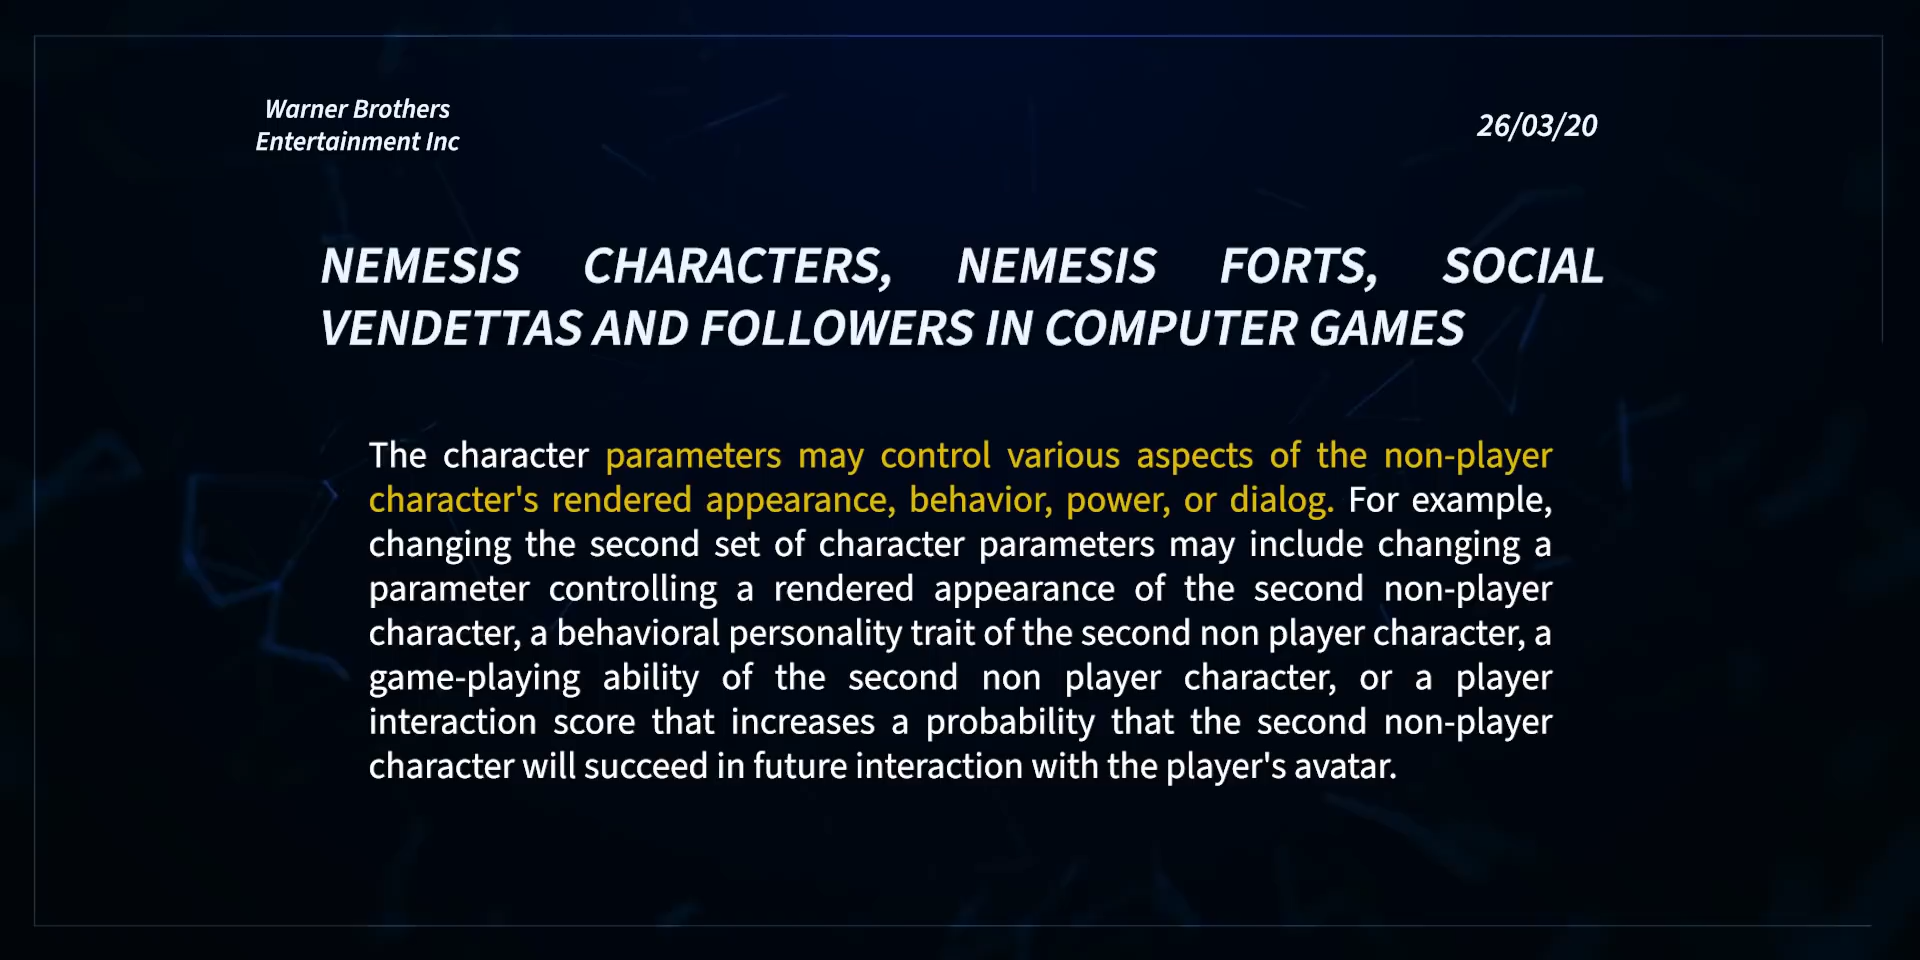 Warner Brothers
Entertainment Inc
26/03/20
NEMESIS CHARACTERS, NEMESIS FORTS, SOCIAL
VENDETTAS AND FOLLOWERS IN COMPUTER GAMES
The character parameters may control various aspects of the non-player
character's rendered appearance, behavior, power, or dialog. For example,
changing the second set of character parameters may include changing a
parameter controlling a rendered appearance of the second non-player
character, a behavioral personality trait of the second non player character, a
game-playing ability of the second non player character, or a player
interaction score that increases a probability that the second non-player
character will succeed in future interaction with the player's avatar.